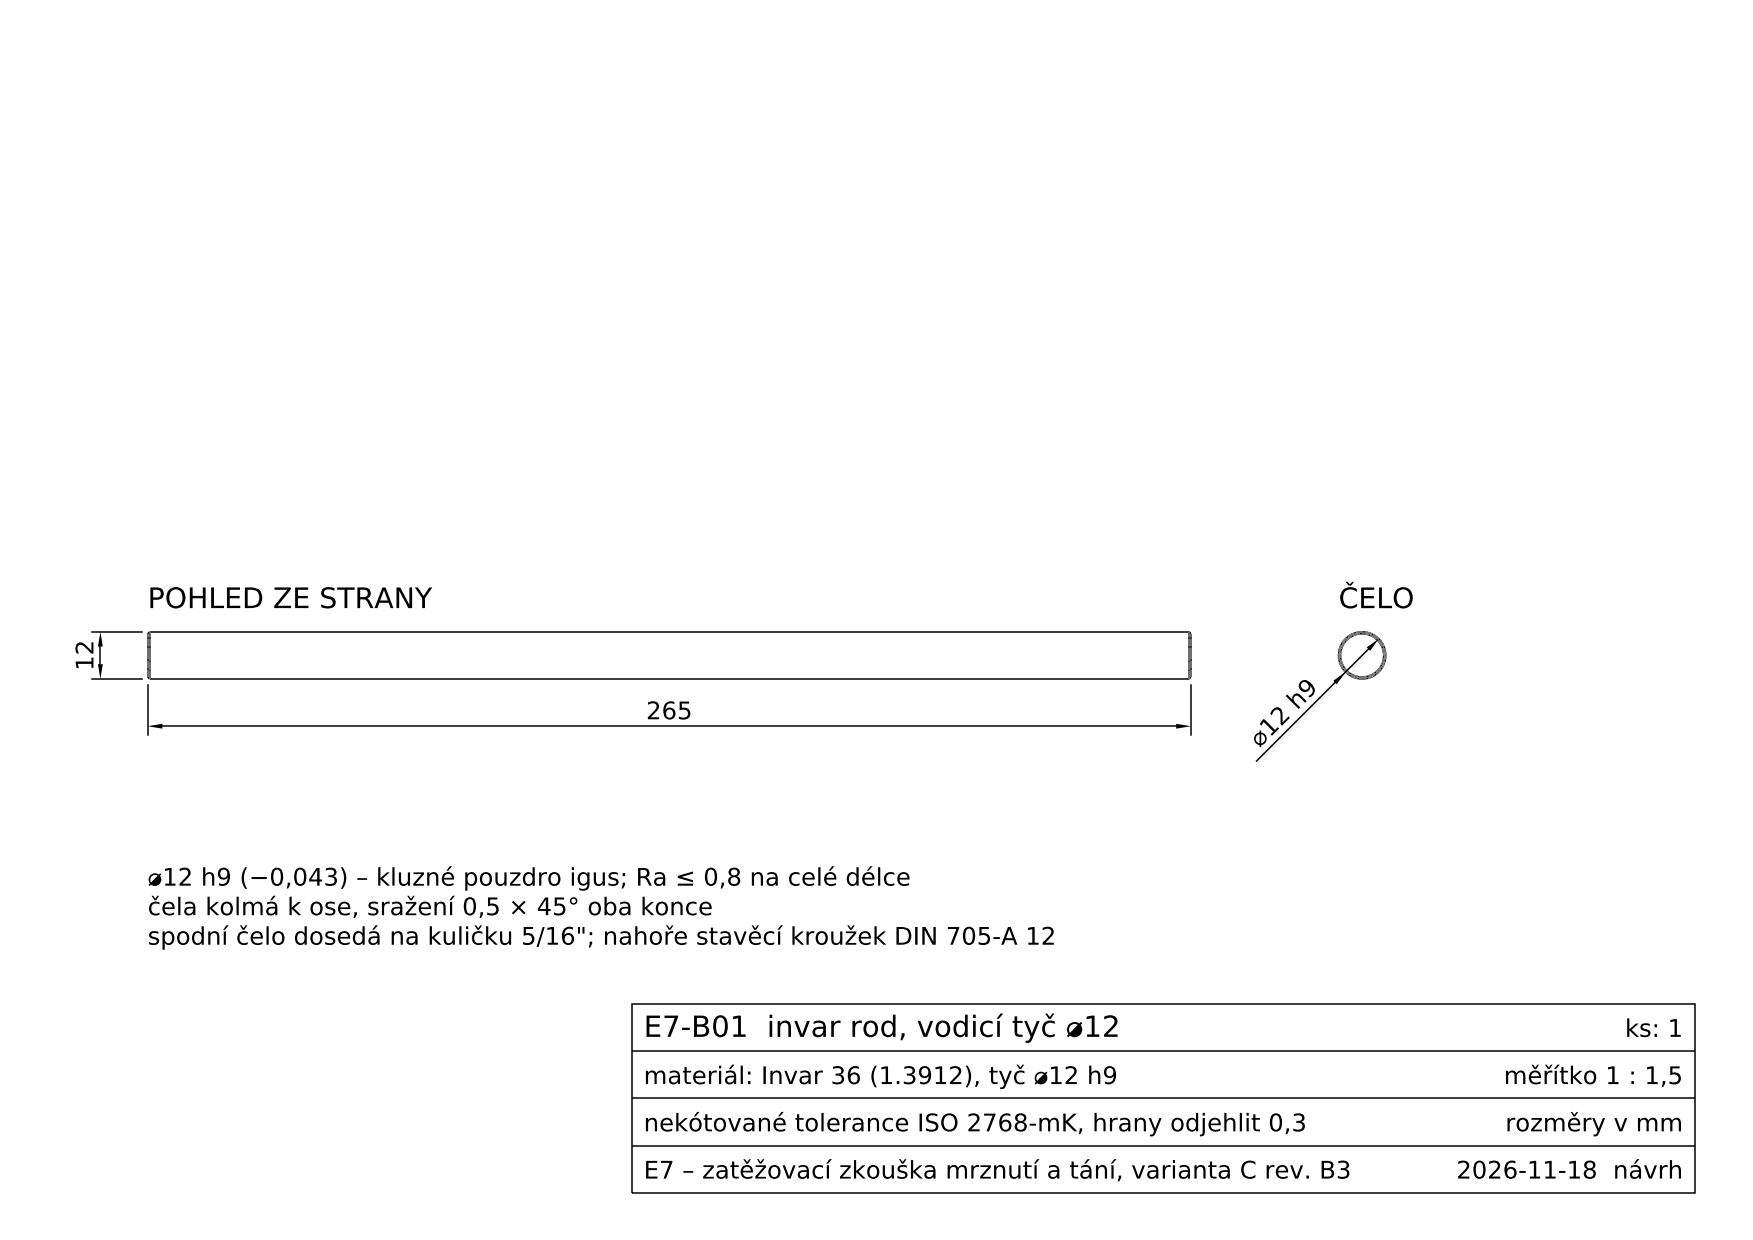 POHLED ZE STRANY
ČELO
12
265
⌀12 h9
⌀12 h9 (−0,043) – kluzné pouzdro igus; Ra ≤ 0,8 na celé délce
čela kolmá k ose, sražení 0,5 × 45° oba konce
spodní čelo dosedá na kuličku 5/16"; nahoře stavěcí kroužek DIN 705-A 12
E7-B01 invar rod, vodicí tyč ⌀12 ks: 1
materiál: Invar 36 (1.3912), tyč ⌀12 h9 měřítko 1 : 1,5
nekótované tolerance ISO 2768-mK, hrany odjehlit 0,3 rozměry v mm
E7 – zatěžovací zkouška mrznutí a tání, varianta C rev. B3 2026-11-18 návrh